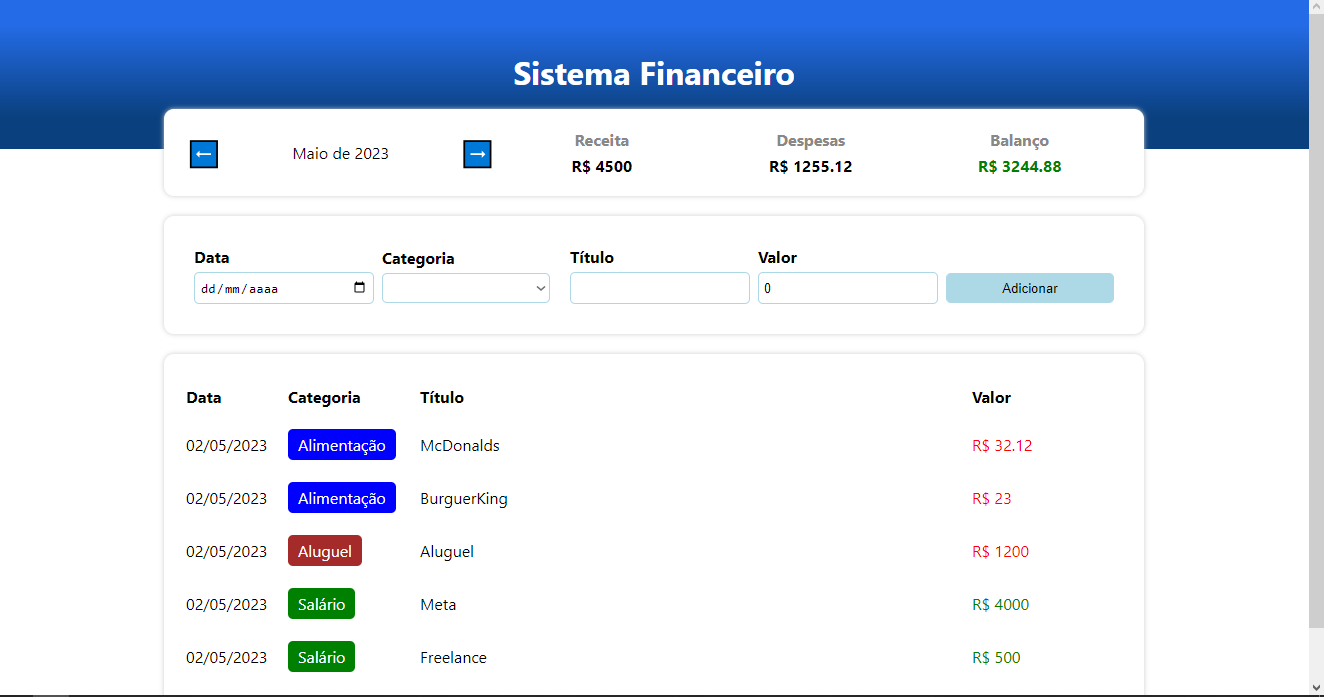 Sistema Financeiro
← Maio de 2023 →
Receita
R$ 4500
Despesas
R$ 1255.12
Balanço
R$ 3244.88
Data Categoria Título Valor
dd/mm/aaaa 0 Adicionar
Data Categoria Título Valor
02/05/2023 Alimentação McDonalds R$ 32.12
02/05/2023 Alimentação BurguerKing R$ 23
02/05/2023 Aluguel Aluguel R$ 1200
02/05/2023 Salário Meta R$ 4000
02/05/2023 Salário Freelance R$ 500